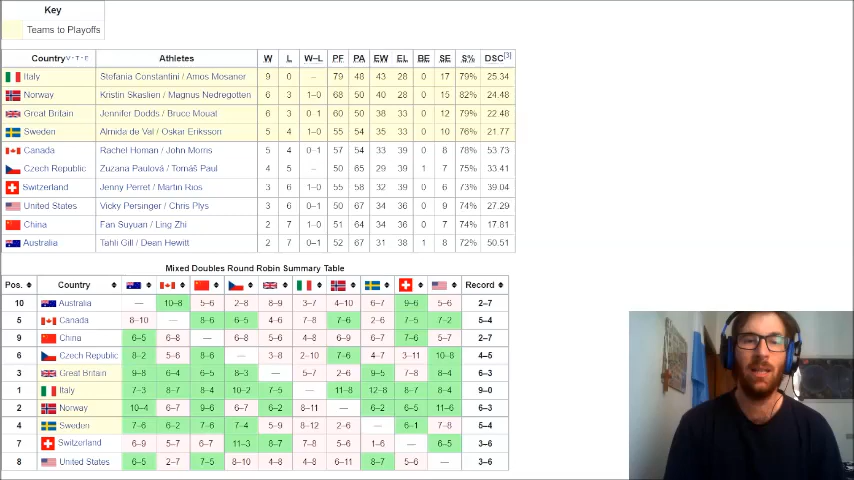 Key
Teams to Playoffs
Country V · T · E Athletes W L W–L PF PA EW EL BE SE S% DSC[3]
Italy Stefania Constantini / Amos Mosaner 9 0 – 79 48 43 28 0 17 79% 25.34
Norway Kristin Skaslien / Magnus Nedregotten 6 3 1–0 68 50 40 28 0 15 82% 24.48
Great Britain Jennifer Dodds / Bruce Mouat 6 3 0–1 60 50 38 33 0 12 79% 22.48
Sweden Almida de Val / Oskar Eriksson 5 4 1–0 55 54 35 33 0 10 76% 21.77
Canada Rachel Homan / John Morris 5 4 0–1 57 54 33 39 0 8 78% 53.73
Czech Republic Zuzana Paulová / Tomáš Paul 4 5 – 50 65 29 39 1 7 75% 33.41
Switzerland Jenny Perret / Martin Rios 3 6 1–0 55 58 32 39 0 6 73% 39.04
United States Vicky Persinger / Chris Plys 3 6 0–1 50 67 34 36 0 9 74% 27.29
China Fan Suyuan / Ling Zhi 2 7 1–0 51 64 34 36 0 7 74% 17.81
Australia Tahli Gill / Dean Hewitt 2 7 0–1 52 67 31 38 1 8 72% 50.51
Mixed Doubles Round Robin Summary Table
Pos. Country Record
10 Australia — 10–8 5–6 2–8 8–9 3–7 4–10 6–7 9–6 5–6 2–7
5 Canada 8–10 — 8–6 6–5 4–6 7–8 7–6 2–6 7–5 7–2 5–4
9 China 6–5 6–8 — 6–8 5–6 4–8 6–9 6–7 7–6 5–7 2–7
6 Czech Republic 8–2 5–6 8–6 — 3–8 2–10 7–6 4–7 3–11 10–8 4–5
3 Great Britain 9–8 6–4 6–5 8–3 — 5–7 2–6 9–5 7–8 8–4 6–3
1 Italy 7–3 8–7 8–4 10–2 7–5 — 11–8 12–8 8–7 8–4 9–0
2 Norway 10–4 6–7 9–6 6–7 6–2 8–11 — 6–2 6–5 11–6 6–3
4 Sweden 7–6 6–2 7–6 7–4 5–9 8–12 2–6 — 6–1 7–8 5–4
7 Switzerland 6–9 5–7 6–7 11–3 8–7 7–8 5–6 1–6 — 6–5 3–6
8 United States 6–5 2–7 7–5 8–10 4–8 4–8 6–11 8–7 5–6 — 3–6